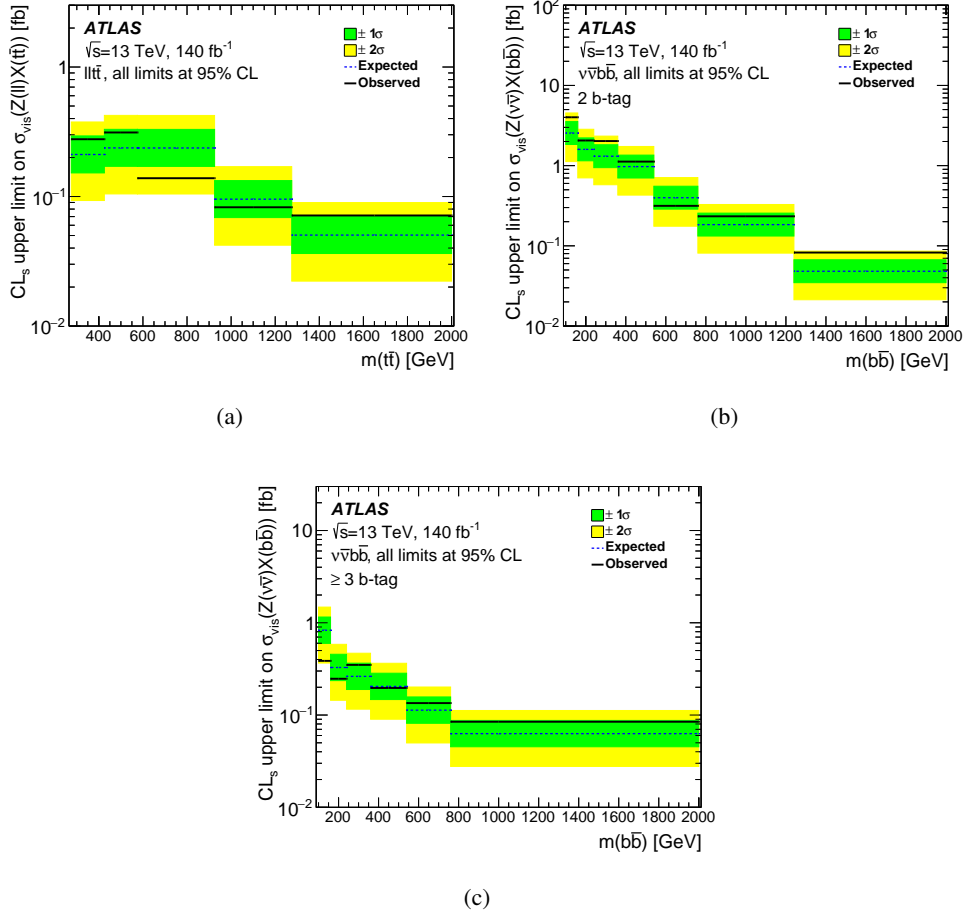 ATLAS
√s=13 TeV, 140 fb⁻¹
lltt̄, all limits at 95% CL
± 1σ
± 2σ
Expected
Observed
CLₛ upper limit on σ_vis(Z(ll)X(tt̄)) [fb]
1
10⁻¹
10⁻²
400 600 800 1000 1200 1400 1600 1800 2000
m(tt̄) [GeV]
(a)
ATLAS
√s=13 TeV, 140 fb⁻¹
νν̄bb̄, all limits at 95% CL
2 b-tag
± 1σ
± 2σ
Expected
Observed
CLₛ upper limit on σ_vis(Z(νν̄)X(bb̄)) [fb]
10²
10
1
10⁻¹
10⁻²
200 400 600 800 1000 1200 1400 1600 1800 2000
m(bb̄) [GeV]
(b)
ATLAS
√s=13 TeV, 140 fb⁻¹
νν̄bb̄, all limits at 95% CL
≥ 3 b-tag
± 1σ
± 2σ
Expected
Observed
CLₛ upper limit on σ_vis(Z(νν̄)X(bb̄)) [fb]
10
1
10⁻¹
10⁻²
200 400 600 800 1000 1200 1400 1600 1800 2000
m(bb̄) [GeV]
(c)